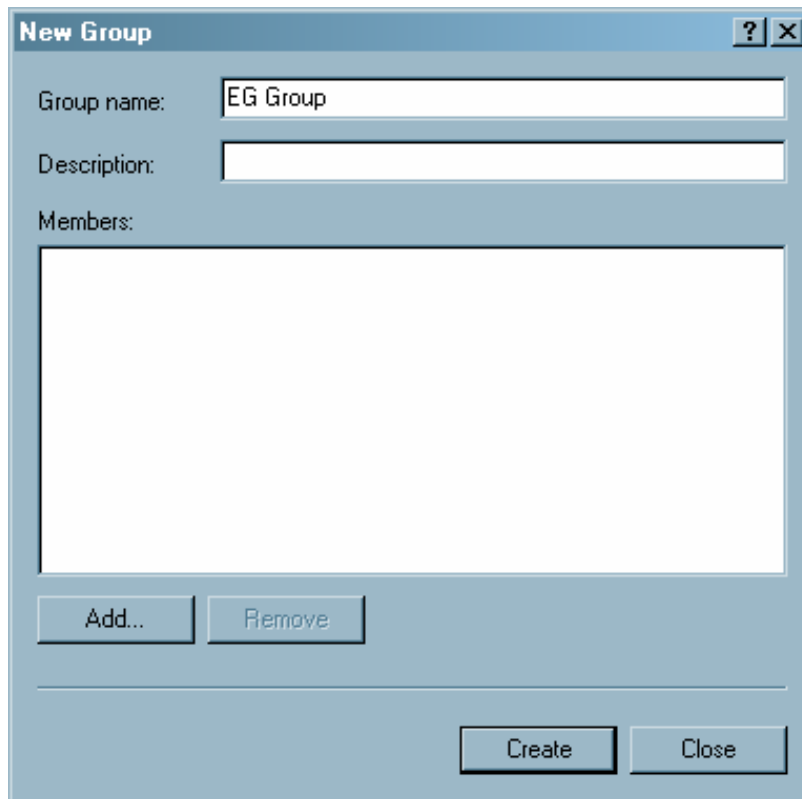 New Group
Group name: EG Group
Description:
Members:
Add... Remove
Create Close